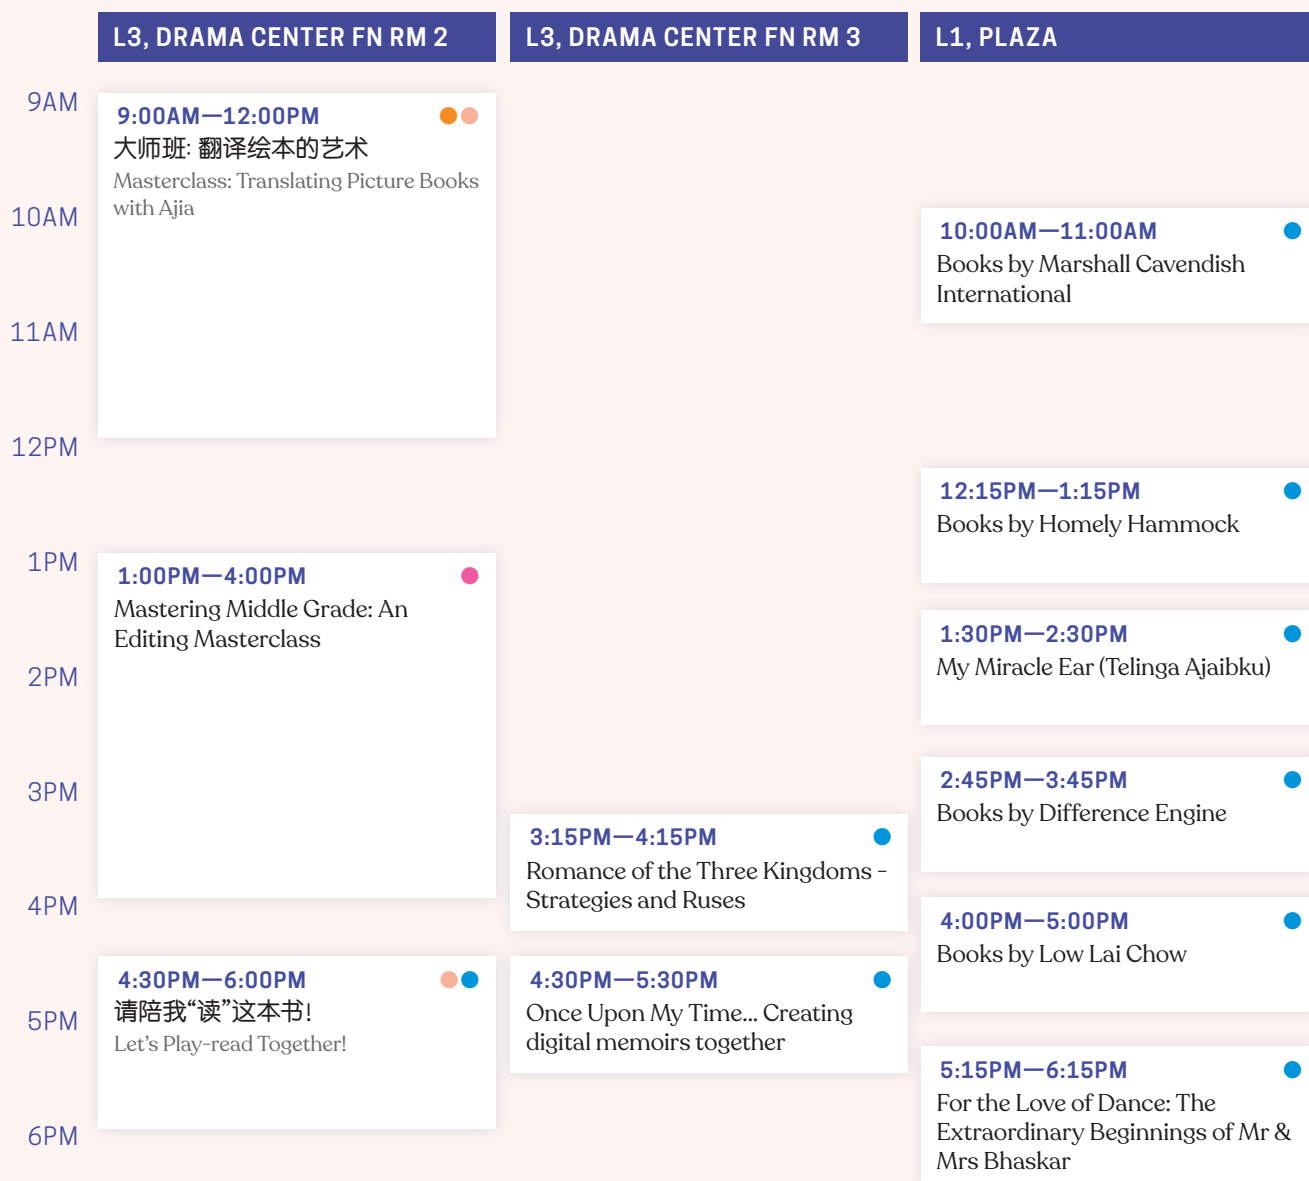 L3, DRAMA CENTER FN RM 2
L3, DRAMA CENTER FN RM 3
L1, PLAZA
9AM
10AM
11AM
12PM
1PM
2PM
3PM
4PM
5PM
6PM
9:00AM—12:00PM
大师班: 翻译绘本的艺术
Masterclass: Translating Picture Books
with Ajia
1:00PM—4:00PM
Mastering Middle Grade: An
Editing Masterclass
4:30PM—6:00PM
请陪我“读”这本书!
Let's Play-read Together!
3:15PM—4:15PM
Romance of the Three Kingdoms -
Strategies and Ruses
4:30PM—5:30PM
Once Upon My Time... Creating
digital memoirs together
10:00AM—11:00AM
Books by Marshall Cavendish
International
12:15PM—1:15PM
Books by Homely Hammock
1:30PM—2:30PM
My Miracle Ear (Telinga Ajaibku)
2:45PM—3:45PM
Books by Difference Engine
4:00PM—5:00PM
Books by Low Lai Chow
5:15PM—6:15PM
For the Love of Dance: The
Extraordinary Beginnings of Mr &
Mrs Bhaskar